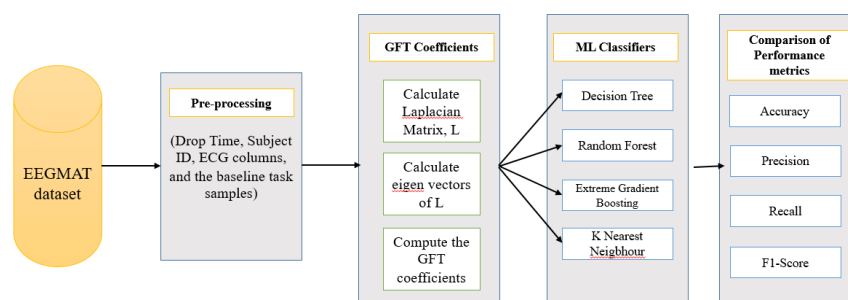 EEGMAT
dataset
Pre-processing
(Drop Time, Subject
ID, ECG columns,
and the baseline task
samples)
GFT Coefficients
Calculate
Laplacian
Matrix, L
Calculate
eigen vectors
of L
Compute the
GFT
coefficients
ML Classifiers
Decision Tree
Random Forest
Extreme Gradient
Boosting
K Nearest
Neigbhour
Comparison of
Performance
metrics
Accuracy
Precision
Recall
F1-Score